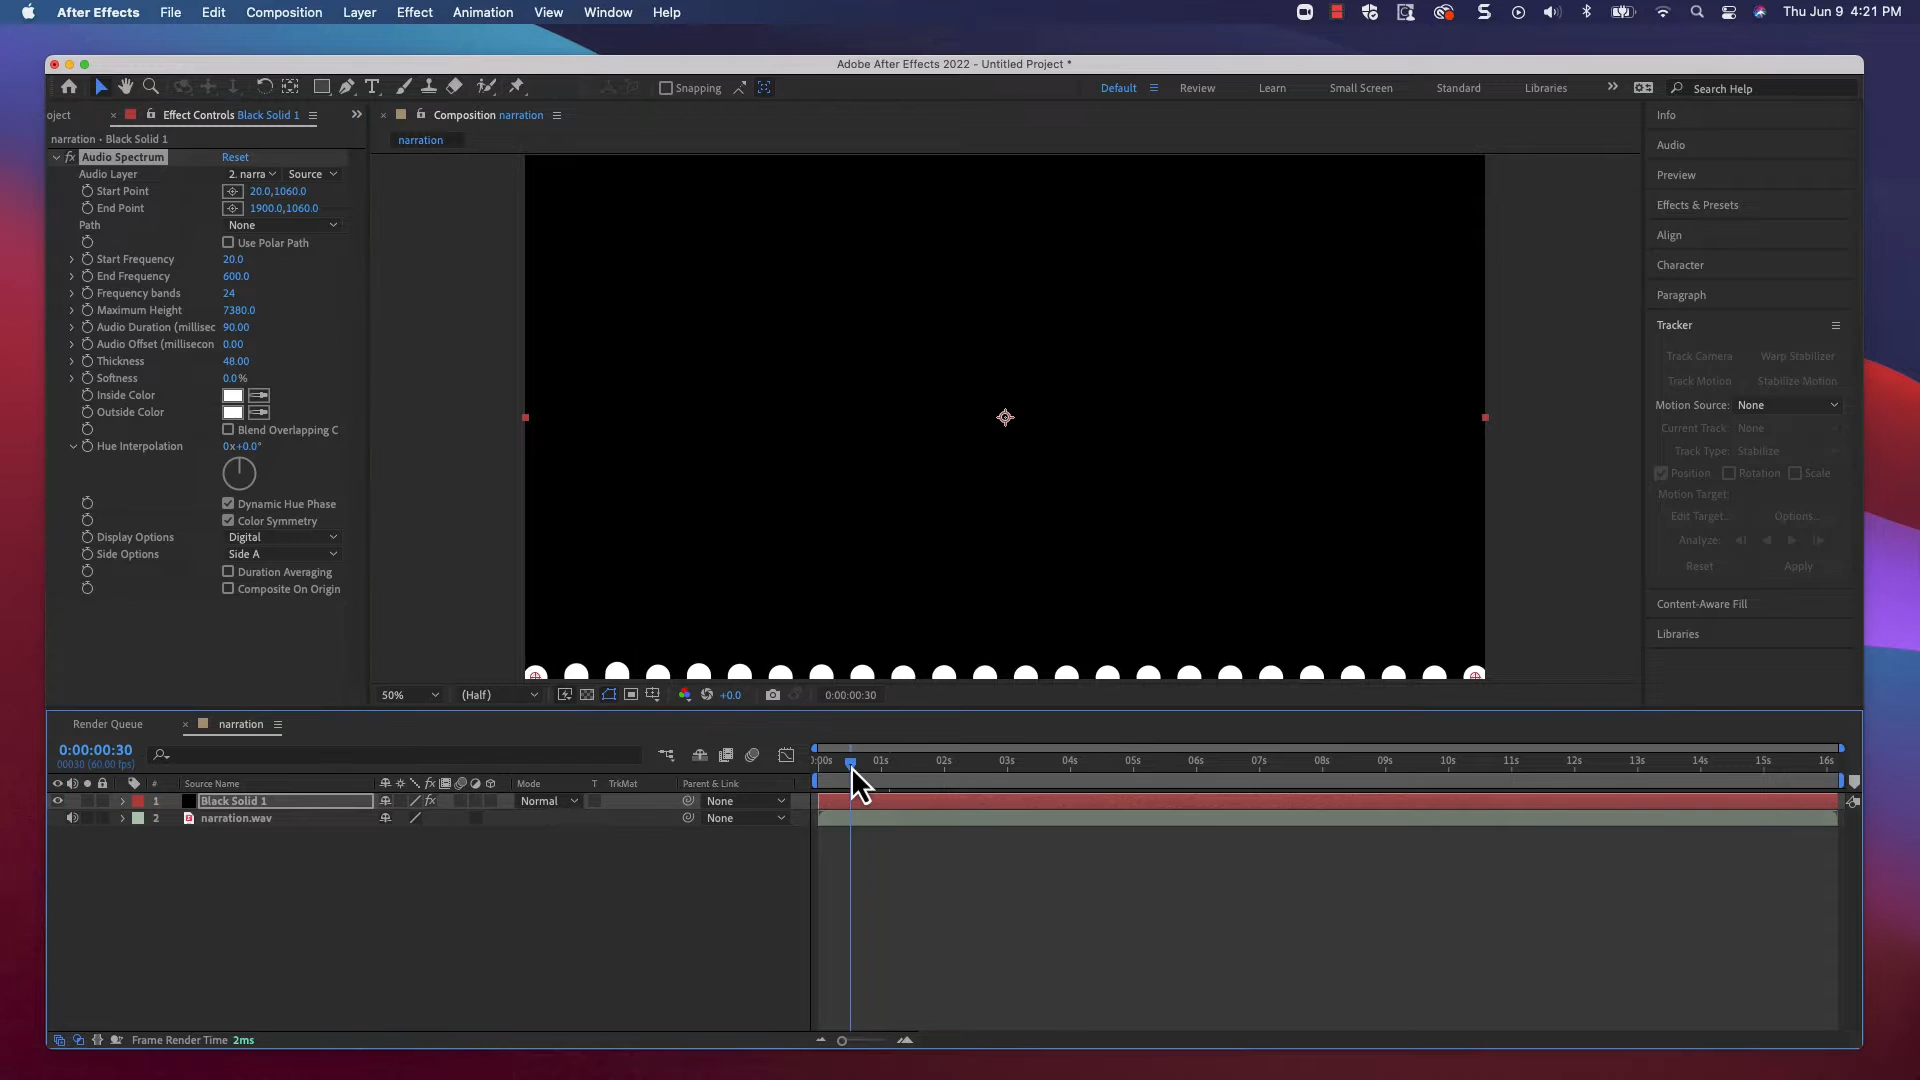 After Effects File Edit Composition Layer Effect Animation View Window Help Thu Jun 9 4:21 PM
Adobe After Effects 2022 - Untitled Project *
Snapping Default Review Learn Small Screen Standard Libraries Search Help
oject Effect Controls Black Solid 1 Composition narration
narration • Black Solid 1
narration
Audio Spectrum Reset
Audio Layer 2. narra Source
Start Point 20.0,1060.0
End Point 1900.0,1060.0
Path None
Use Polar Path
Start Frequency 20.0
End Frequency 600.0
Frequency bands 24
Maximum Height 7380.0
Audio Duration (millisec 90.00
Audio Offset (millisecon 0.00
Thickness 48.00
Softness 0.0%
Inside Color
Outside Color
Blend Overlapping C
Hue Interpolation 0x+0.0°
Dynamic Hue Phase
Color Symmetry
Display Options Digital
Side Options Side A
Duration Averaging
Composite On Origin
Info
Audio
Preview
Effects & Presets
Align
Character
Paragraph
Tracker
Track Camera Warp Stabilizer
Track Motion Stabilize Motion
Motion Source: None
Current Track: None
Track Type: Stabilize
Position Rotation Scale
Motion Target:
Edit Target... Options...
Analyze:
Reset Apply
Content-Aware Fill
Libraries
50% (Half) +0.0 0:00:00:30
Render Queue narration
0:00:00:30
00030 (60.00 fps)
0:00s 01s 02s 03s 04s 05s 06s 07s 08s 09s 10s 11s 12s 13s 14s 15s 16s
# Source Name Mode T TrkMat Parent & Link
1 Black Solid 1 Normal None
2 narration.wav None
Frame Render Time 2ms